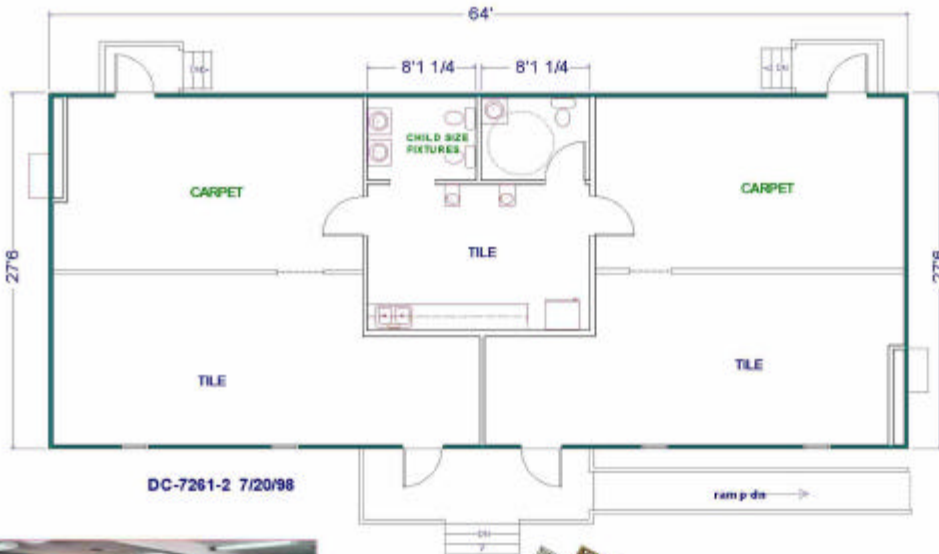 64'
8'1 1/4
8'1 1/4
CHILD SIZE
FIXTURES
CARPET
CARPET
27'6
TILE
27'6
TILE
TILE
DC-7261-2 7/20/98
ramp dn
DN